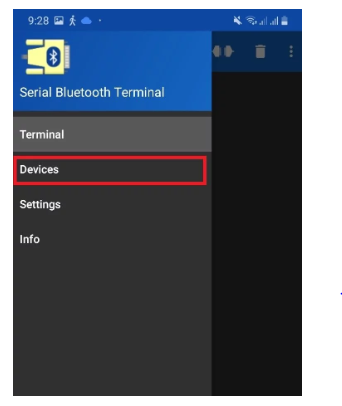 9:28
Serial Bluetooth Terminal
Terminal
Devices
Settings
Info